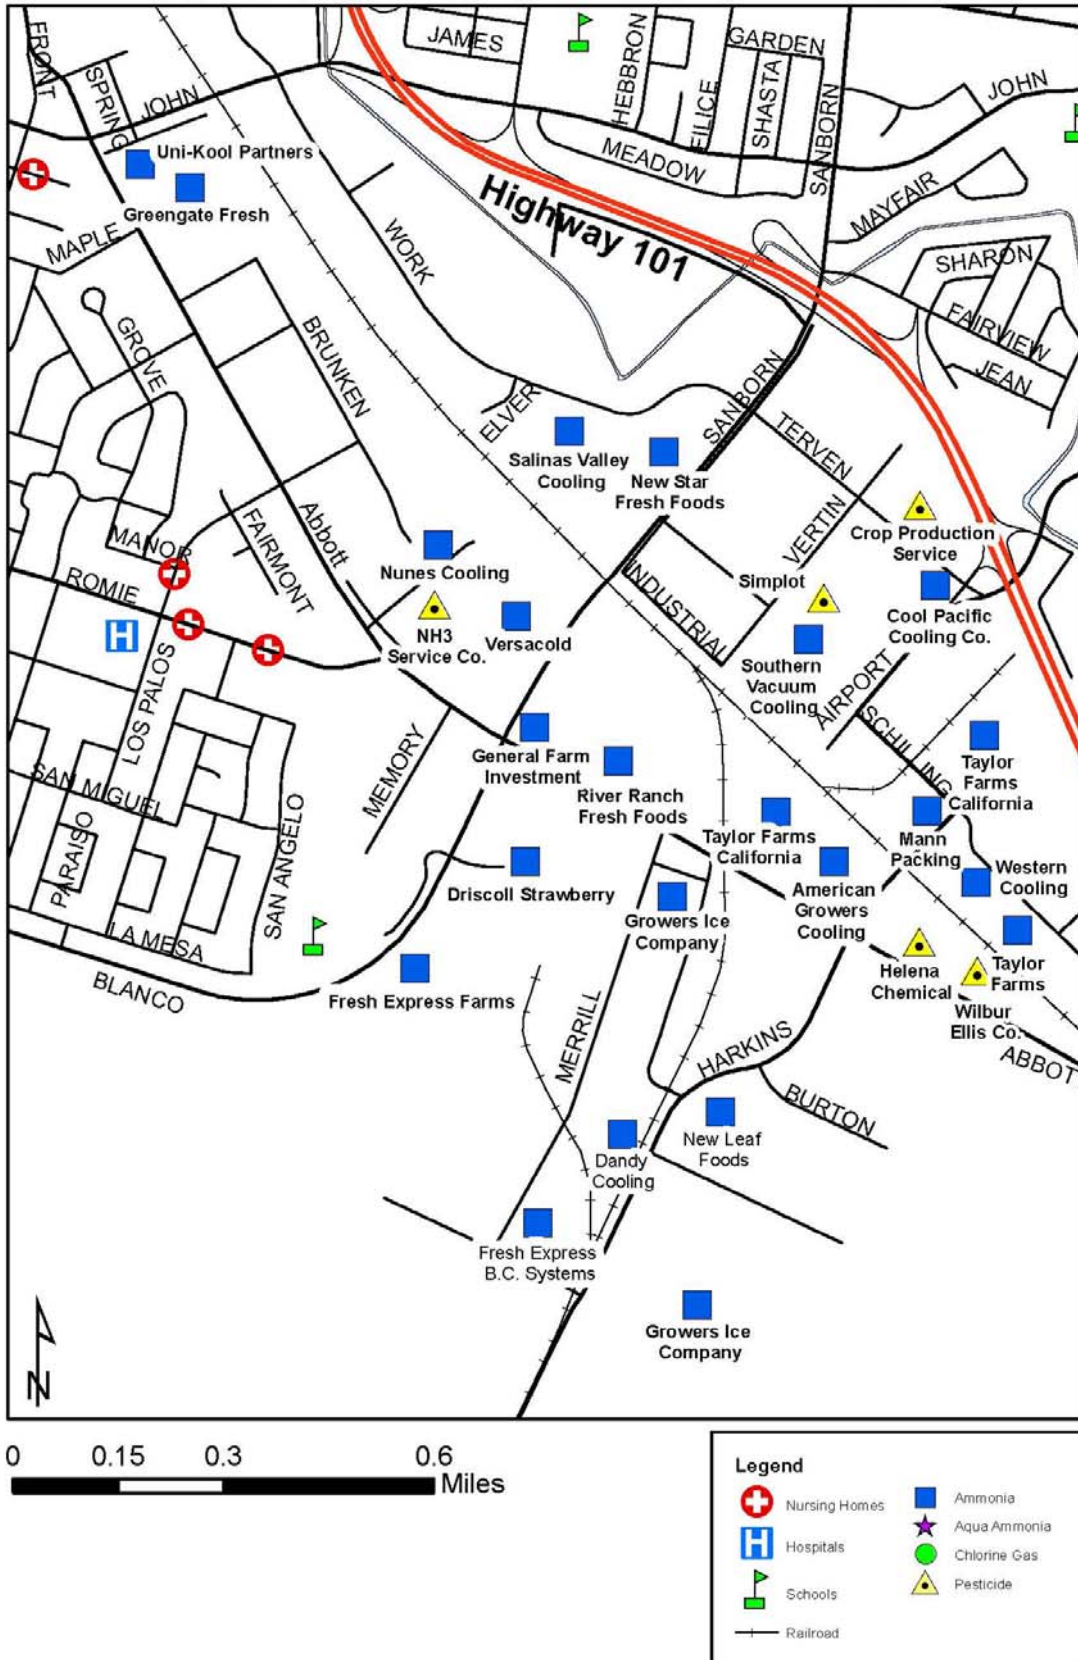 FRONT
SPRING
JOHN
JAMES
HEBBRON
FILICE
GARDEN
SHASTA
SANBORN
JOHN
MEADOW
MAYFAIR
SHARON
FAIRVIEW
JEAN
Highway 101
Uni-Kool Partners
Greengate Fresh
MAPLE
WORK
GROVE
BRUNKEN
ELVER
SANBORN
TERVEN
Salinas Valley
Cooling
New Star
Fresh Foods
VERTIN
Crop Production
Service
MANOR
ROMIE
FAIRMONT
Abbott
Nunes Cooling
NH3
Service Co.
Versacold
INDUSTRIAL
Simplot
Southern
Vacuum
Cooling
Cool Pacific
Cooling Co.
AIRPORT
SCHILLING
LOS PALOS
MEMORY
General Farm
Investment
River Ranch
Fresh Foods
Taylor
Farms
California
Taylor Farms
California
Mann
Packing
Western
Cooling
SAN MIGUEL
PARAISO
SAN ANGELO
Driscoll Strawberry
Growers Ice
Company
American
Growers
Cooling
LA MESA
BLANCO
Fresh Express Farms
Helena
Chemical
Taylor
Farms
Wilbur
Ellis Co.
ABBOT
MERRILL
HARKINS
BURTON
New Leaf
Foods
Dandy
Cooling
Fresh Express
B.C. Systems
Growers Ice
Company
N
0 0.15 0.3 0.6
Miles
Legend
Nursing Homes
Hospitals
H
Schools
Railroad
Ammonia
Aqua Ammonia
Chlorine Gas
Pesticide
H